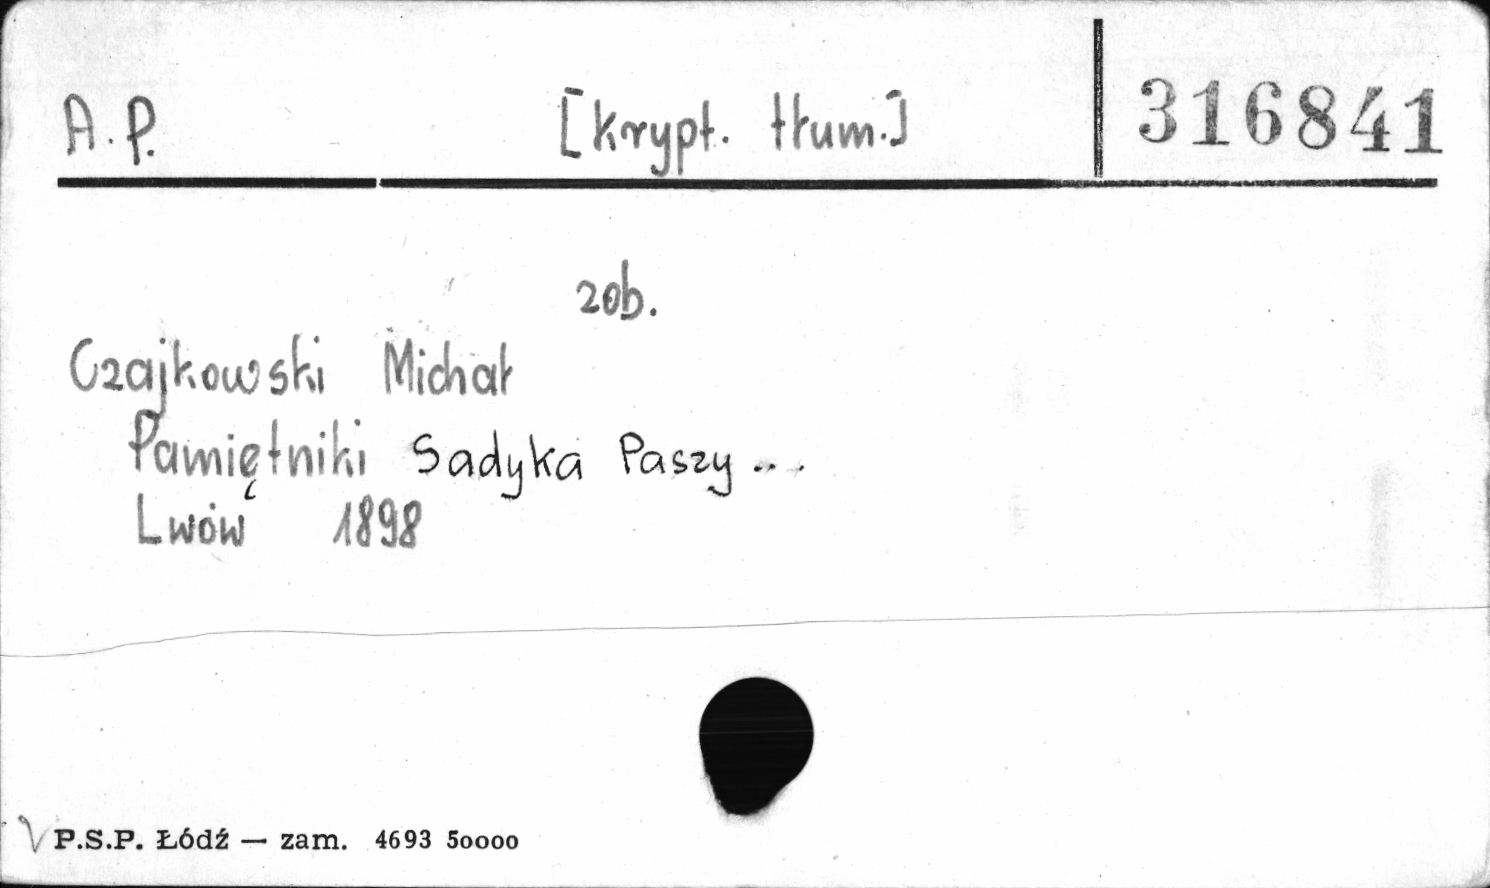 A.P. [krypt. tłum.] 316841
zob.
Czajkowski Michał
Pamiętniki Sadyka Paszy ...
Lwów 1898
P.S.P. Łódź — zam. 4693 50000